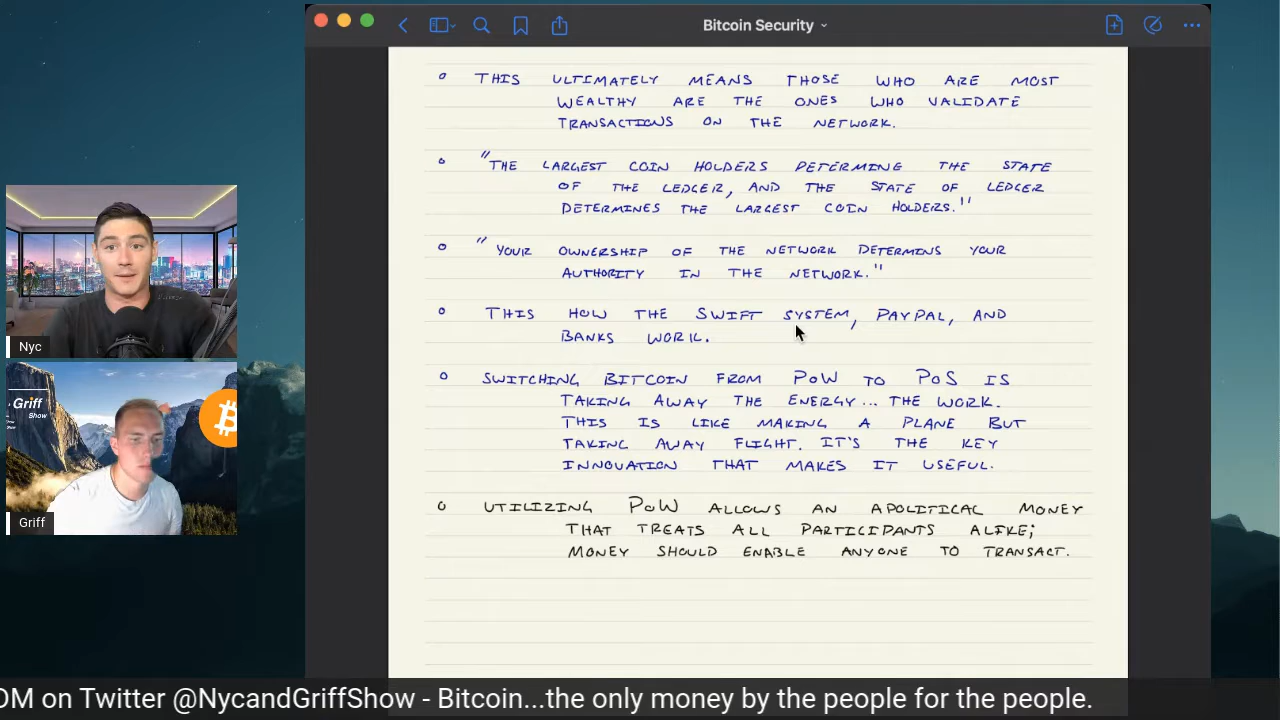 Bitcoin Security
° THIS ULTIMATELY MEANS THOSE WHO ARE MOST
WEALTHY ARE THE ONES WHO VALIDATE
TRANSACTIONS ON THE NETWORK.
° "THE LARGEST COIN HOLDERS DETERMINE THE STATE
OF THE LEDGER, AND THE STATE OF LEDGER
DETERMINES THE LARGEST COIN HOLDERS."
° "YOUR OWNERSHIP OF THE NETWORK DETERMINS YOUR
AUTHORITY IN THE NETWORK."
° THIS HOW THE SWIFT SYSTEM, PAYPAL, AND
BANKS WORK.
° SWITCHING BITCOIN FROM PoW TO PoS IS
TAKING AWAY THE ENERGY... THE WORK.
THIS IS LIKE MAKING A PLANE BUT
TAKING AWAY FLIGHT. IT'S THE KEY
INNOVATION THAT MAKES IT USEFUL.
° UTILIZING PoW ALLOWS AN APOLITICAL MONEY
THAT TREATS ALL PARTICIPANTS ALIKE;
MONEY SHOULD ENABLE ANYONE TO TRANSACT.
Nyc
Griff
Show
Griff
OM on Twitter @NycandGriffShow - Bitcoin...the only money by the people for the people.